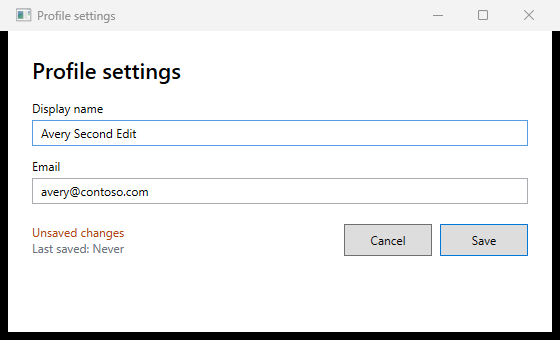 Profile settings
Profile settings
Display name
Avery Second Edit
Email
avery@contoso.com
Unsaved changes
Last saved: Never
Cancel
Save